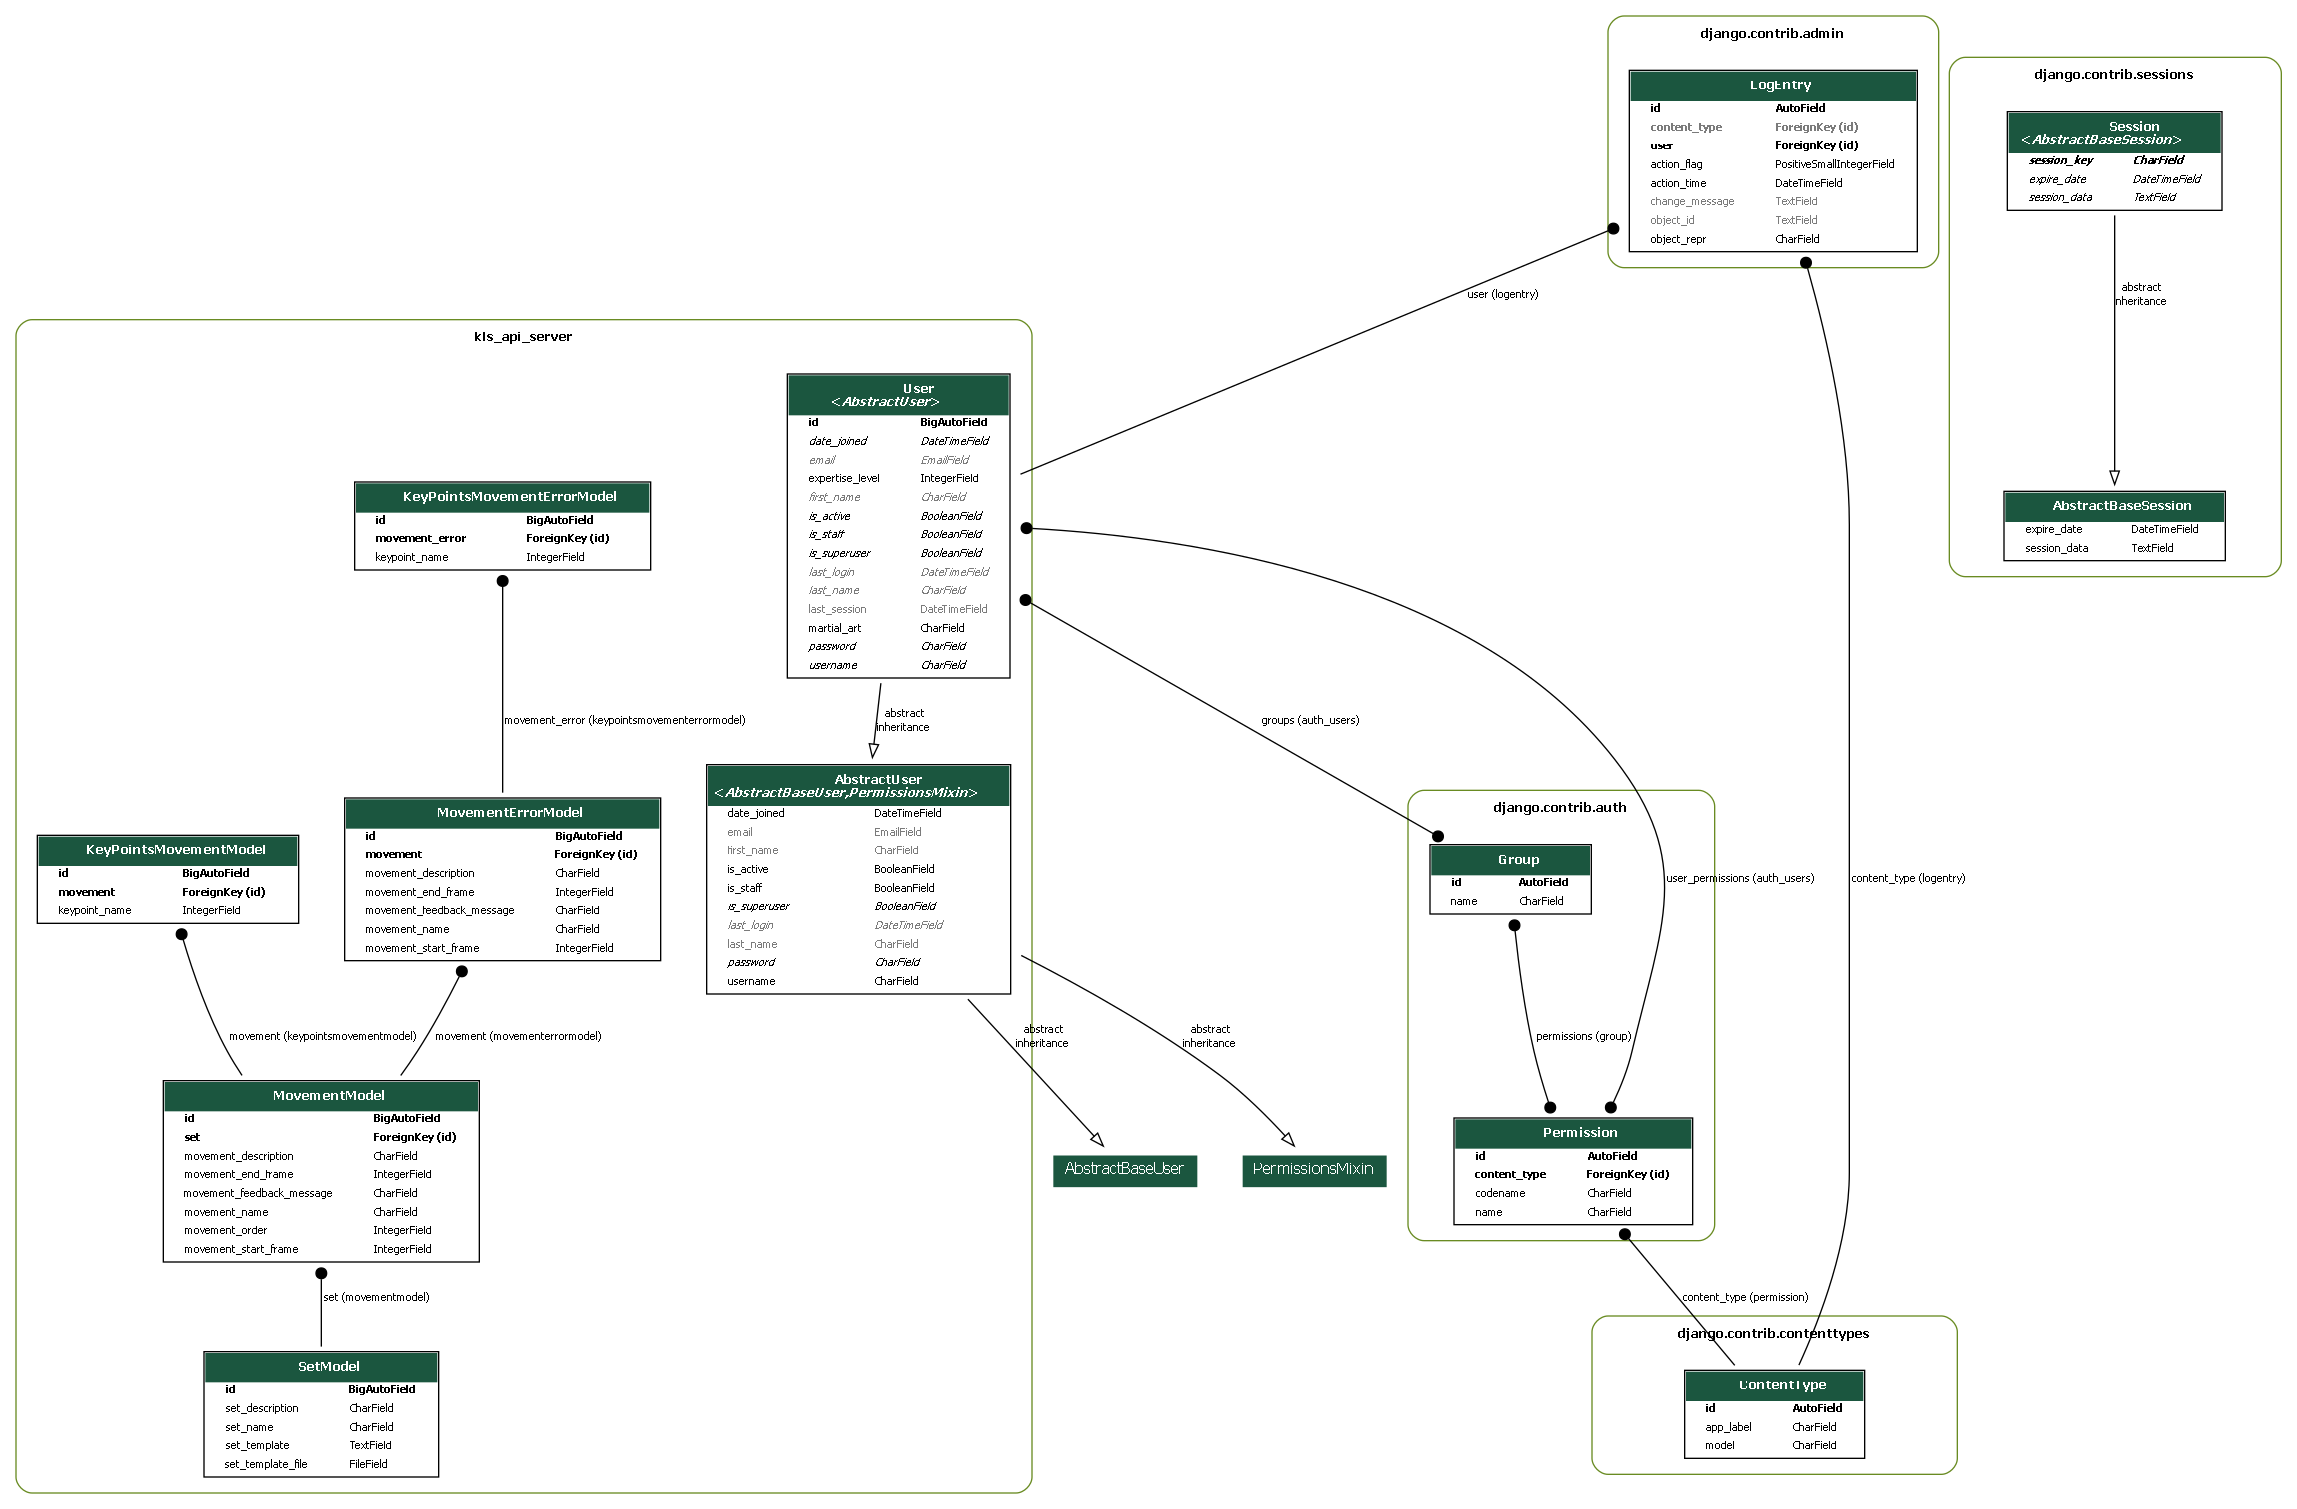 django.contrib.admin
LogEntry
id AutoField
content_type ForeignKey (id)
user ForeignKey (id)
action_flag PositiveSmallIntegerField
action_time DateTimeField
change_message TextField
object_id TextField
object_repr CharField
django.contrib.sessions
Session
<AbstractBaseSession>
session_key CharField
expire_date DateTimeField
session_data TextField
abstract
inheritance
AbstractBaseSession
expire_date DateTimeField
session_data TextField
user (logentry)
kls_api_server
User
<AbstractUser>
id BigAutoField
date_joined DateTimeField
email EmailField
expertise_level IntegerField
first_name CharField
is_active BooleanField
is_staff BooleanField
is_superuser BooleanField
last_login DateTimeField
last_name CharField
last_session DateTimeField
martial_art CharField
password CharField
username CharField
KeyPointsMovementErrorModel
id BigAutoField
movement_error ForeignKey (id)
keypoint_name IntegerField
movement_error (keypointsmovementerrormodel)
abstract
inheritance
groups (auth_users)
AbstractUser
<AbstractBaseUser,PermissionsMixin>
date_joined DateTimeField
email EmailField
first_name CharField
is_active BooleanField
is_staff BooleanField
is_superuser BooleanField
last_login DateTimeField
last_name CharField
password CharField
username CharField
MovementErrorModel
id BigAutoField
movement ForeignKey (id)
movement_description CharField
movement_end_frame IntegerField
movement_feedback_message CharField
movement_name CharField
movement_start_frame IntegerField
KeyPointsMovementModel
id BigAutoField
movement ForeignKey (id)
keypoint_name IntegerField
django.contrib.auth
Group
id AutoField
name CharField
user_permissions (auth_users)
content_type (logentry)
movement (keypointsmovementmodel)
movement (movementerrormodel)
abstract
inheritance
abstract
inheritance
permissions (group)
MovementModel
id BigAutoField
set ForeignKey (id)
movement_description CharField
movement_end_frame IntegerField
movement_feedback_message CharField
movement_name CharField
movement_order IntegerField
movement_start_frame IntegerField
AbstractBaseUser
PermissionsMixin
Permission
id AutoField
content_type ForeignKey (id)
codename CharField
name CharField
set (movementmodel)
content_type (permission)
SetModel
id BigAutoField
set_description CharField
set_name CharField
set_template TextField
set_template_file FileField
django.contrib.contenttypes
ContentType
id AutoField
app_label CharField
model CharField